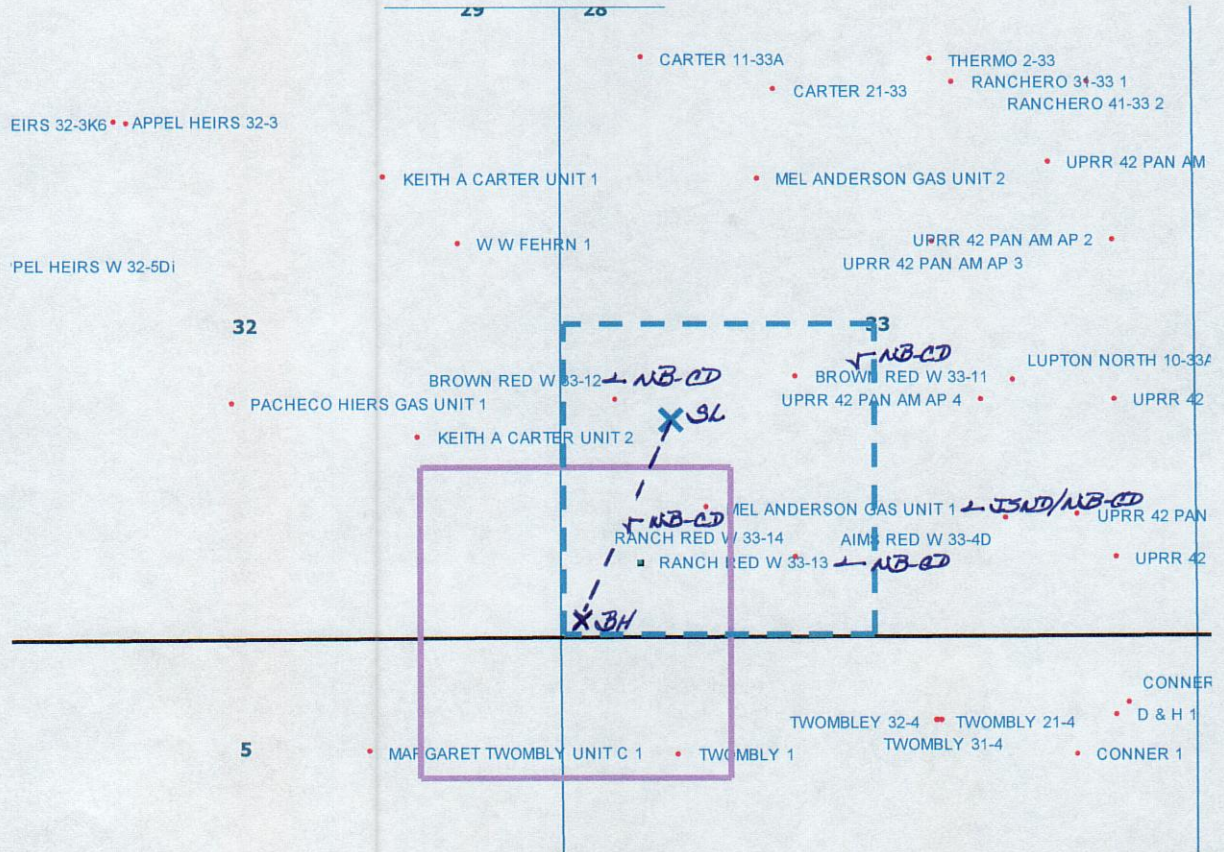 29 28
CARTER 11-33A
THERMO 2-33
CARTER 21-33
RANCHERO 31-33 1
RANCHERO 41-33 2
EIRS 32-3K6
APPEL HEIRS 32-3
UPRR 42 PAN AM
KEITH A CARTER UNIT 1
MEL ANDERSON GAS UNIT 2
W W FEHRN 1
UPRR 42 PAN AM AP 2
PEL HEIRS W 32-5Di
UPRR 42 PAN AM AP 3
32
33
NB-CD
LUPTON NORTH 10-33A
BROWN RED W 33-12
NB-CD
BROWN RED W 33-11
PACHECO HIERS GAS UNIT 1
UPRR 42 PAN AM AP 4
UPRR 42
SL
KEITH A CARTER UNIT 2
MEL ANDERSON GAS UNIT 1
JSND/NB-CD
UPRR 42 PAN
NB-CD
RANCH RED W 33-14
AIMS RED W 33-4D
RANCH RED W 33-13
NB-CD
UPRR 42
BH
CONNER
D & H 1
TWOMBLEY 32-4
TWOMBLY 21-4
TWOMBLY 31-4
5
MARGARET TWOMBLY UNIT C 1
TWOMBLY 1
CONNER 1